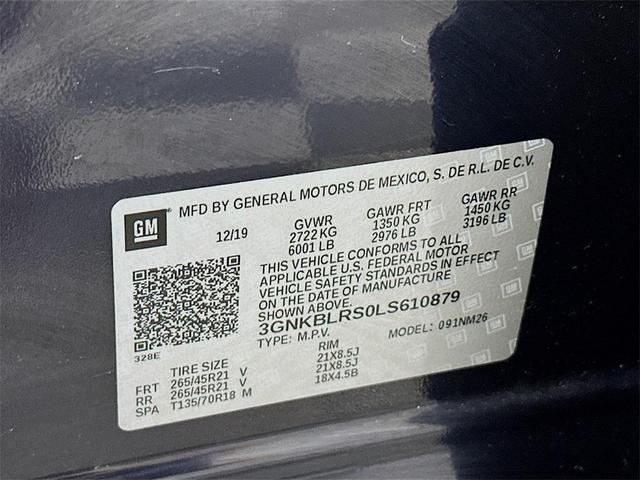 GM
MFD BY GENERAL MOTORS DE MEXICO, S. DE R.L. DE C.V.
12/19
GVWR
2722 KG
6001 LB
GAWR FRT
1350 KG
2976 LB
GAWR RR
1450 KG
3196 LB
THIS VEHICLE CONFORMS TO ALL
APPLICABLE U.S. FEDERAL MOTOR
VEHICLE SAFETY STANDARDS IN EFFECT
ON THE DATE OF MANUFACTURE
SHOWN ABOVE.
3GNKBLRS0LS610879
TYPE: M.P.V. MODEL: 091NM26
328E
TIRE SIZE RIM
FRT 265/45R21 V 21X8.5J
RR 265/45R21 V 21X8.5J
SPA T135/70R18 M 18X4.5B